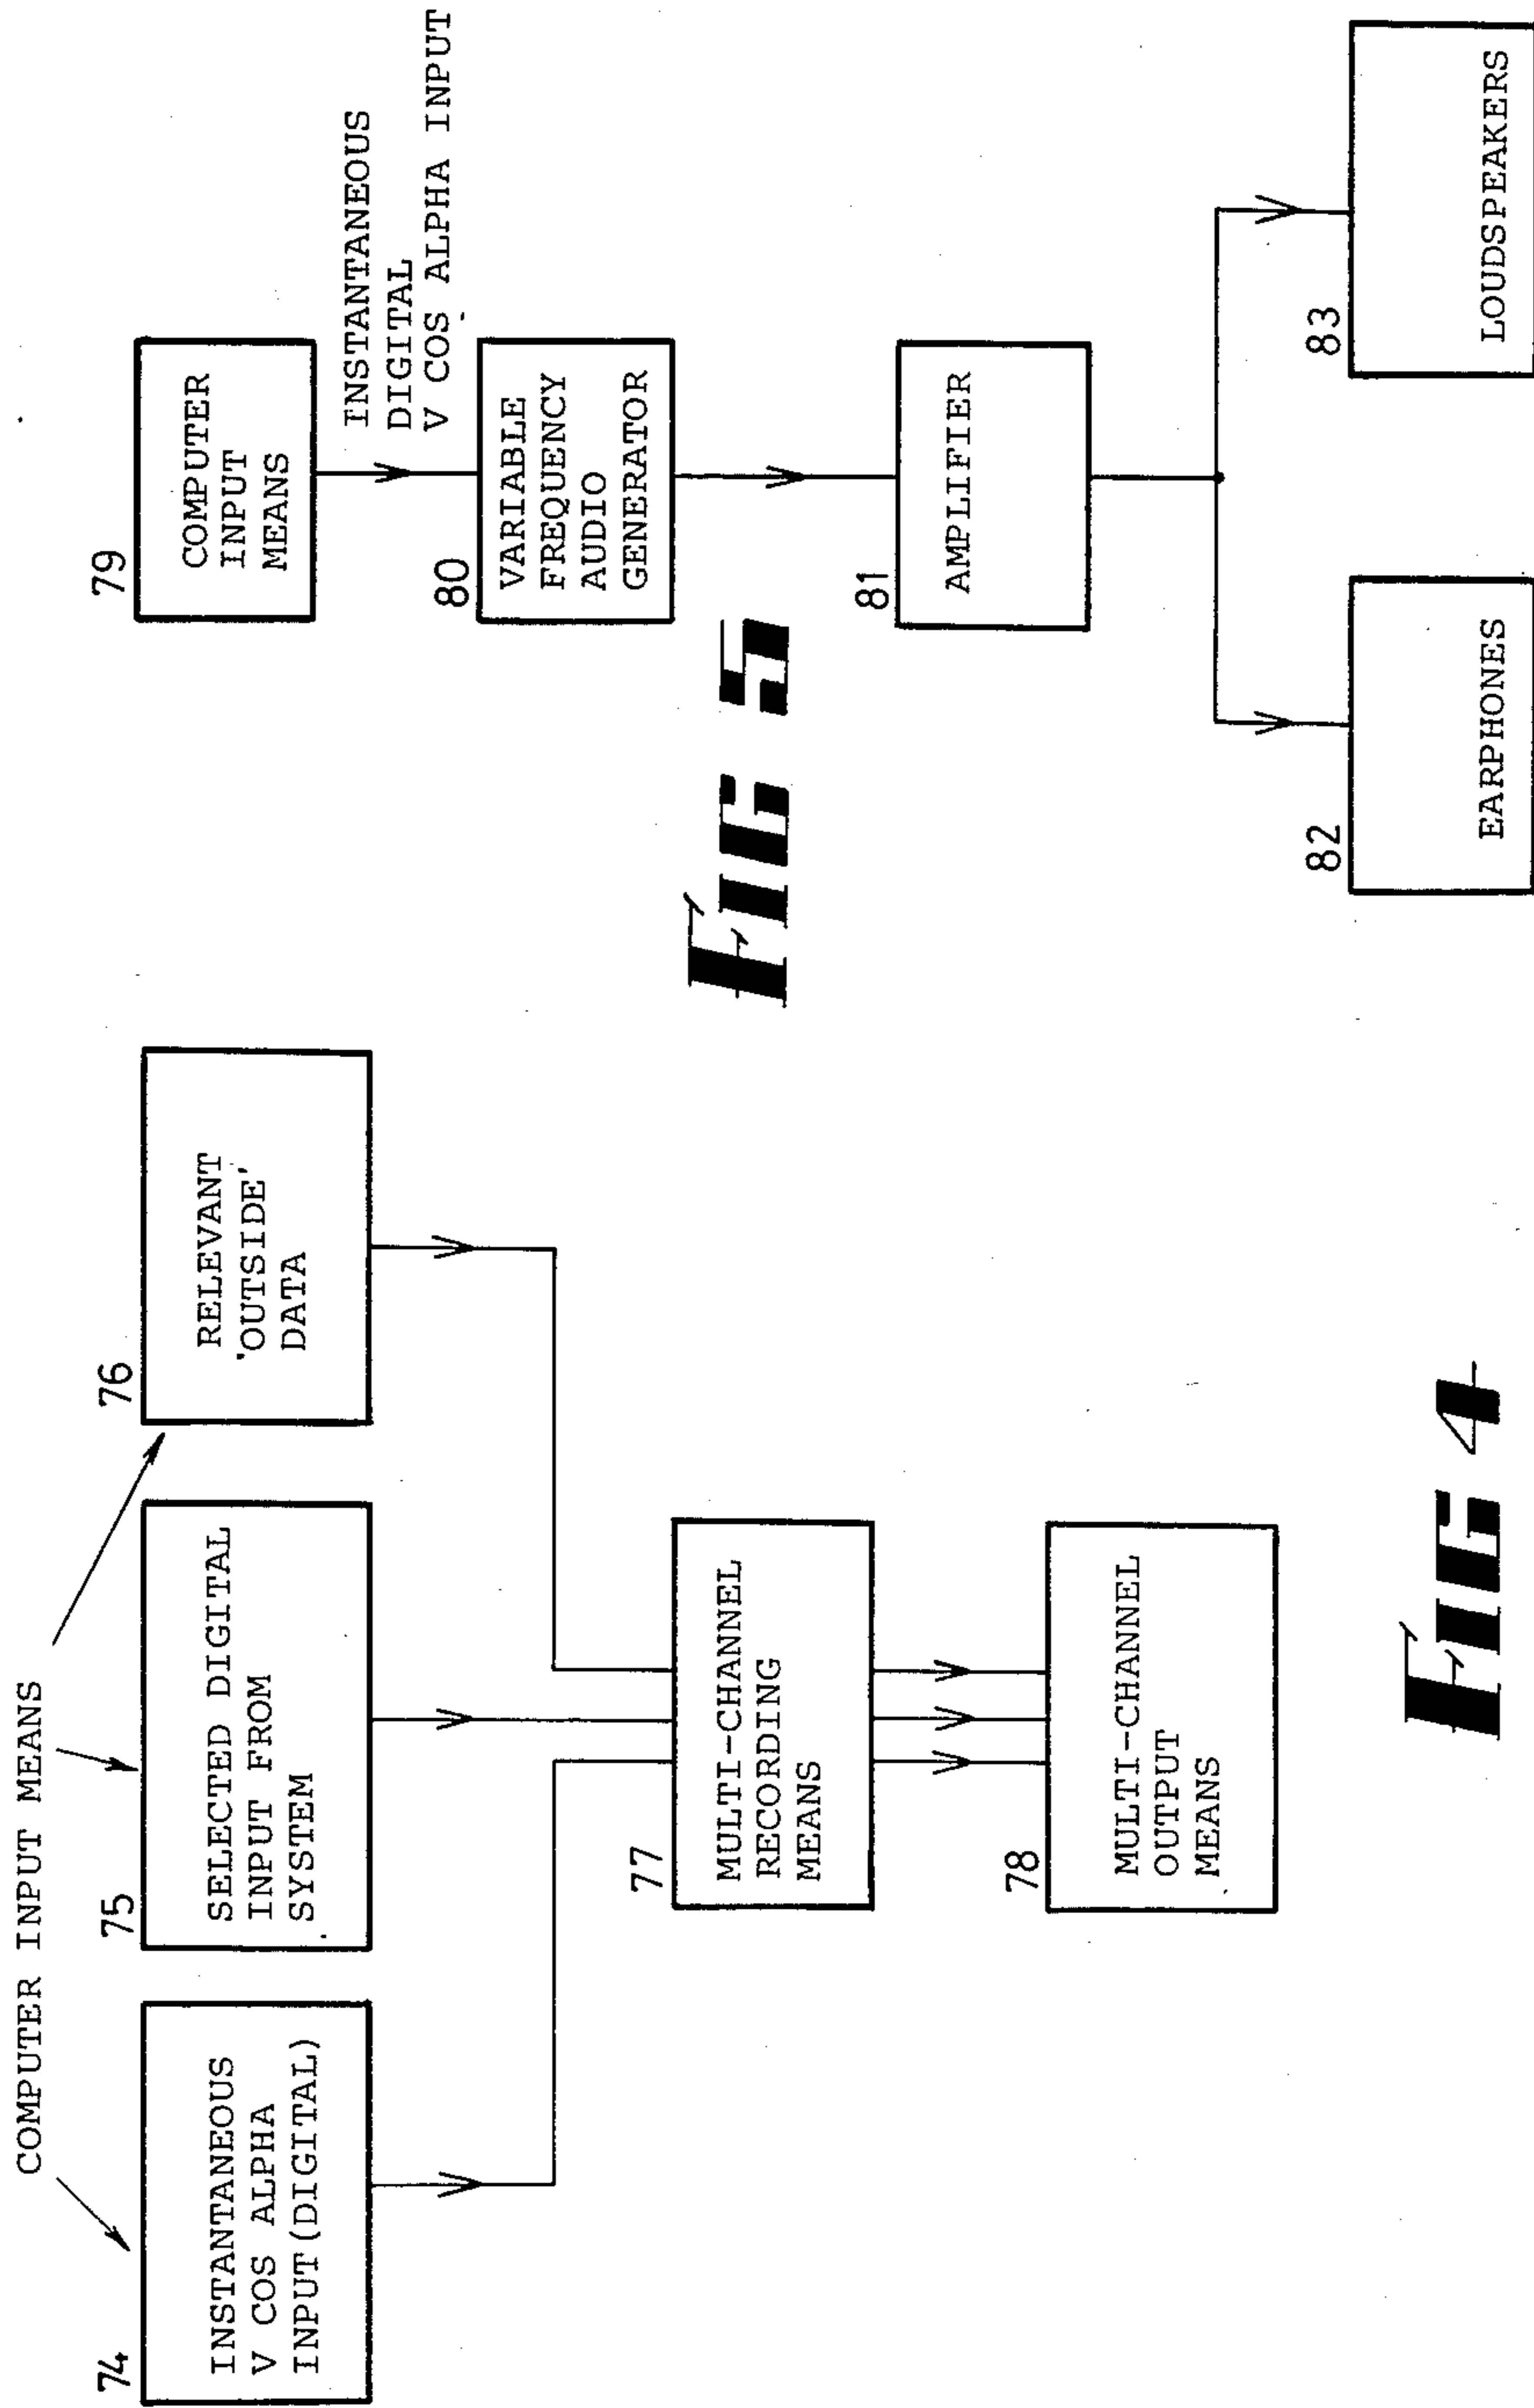 COMPUTER INPUT MEANS
74
INSTANTANEOUS
V COS ALPHA
INPUT(DIGITAL)
75
SELECTED DIGITAL
INPUT FROM
SYSTEM
76
RELEVANT
'OUTSIDE'
DATA
77
MULTI-CHANNEL
RECORDING
MEANS
78
MULTI-CHANNEL
OUTPUT
MEANS
FIG 4
79
COMPUTER
INPUT
MEANS
INSTANTANEOUS
DIGITAL
V COS ALPHA INPUT
80
VARIABLE
FREQUENCY
AUDIO
GENERATOR
FIG 5
81
AMPLIFIER
82
EARPHONES
83
LOUDSPEAKERS